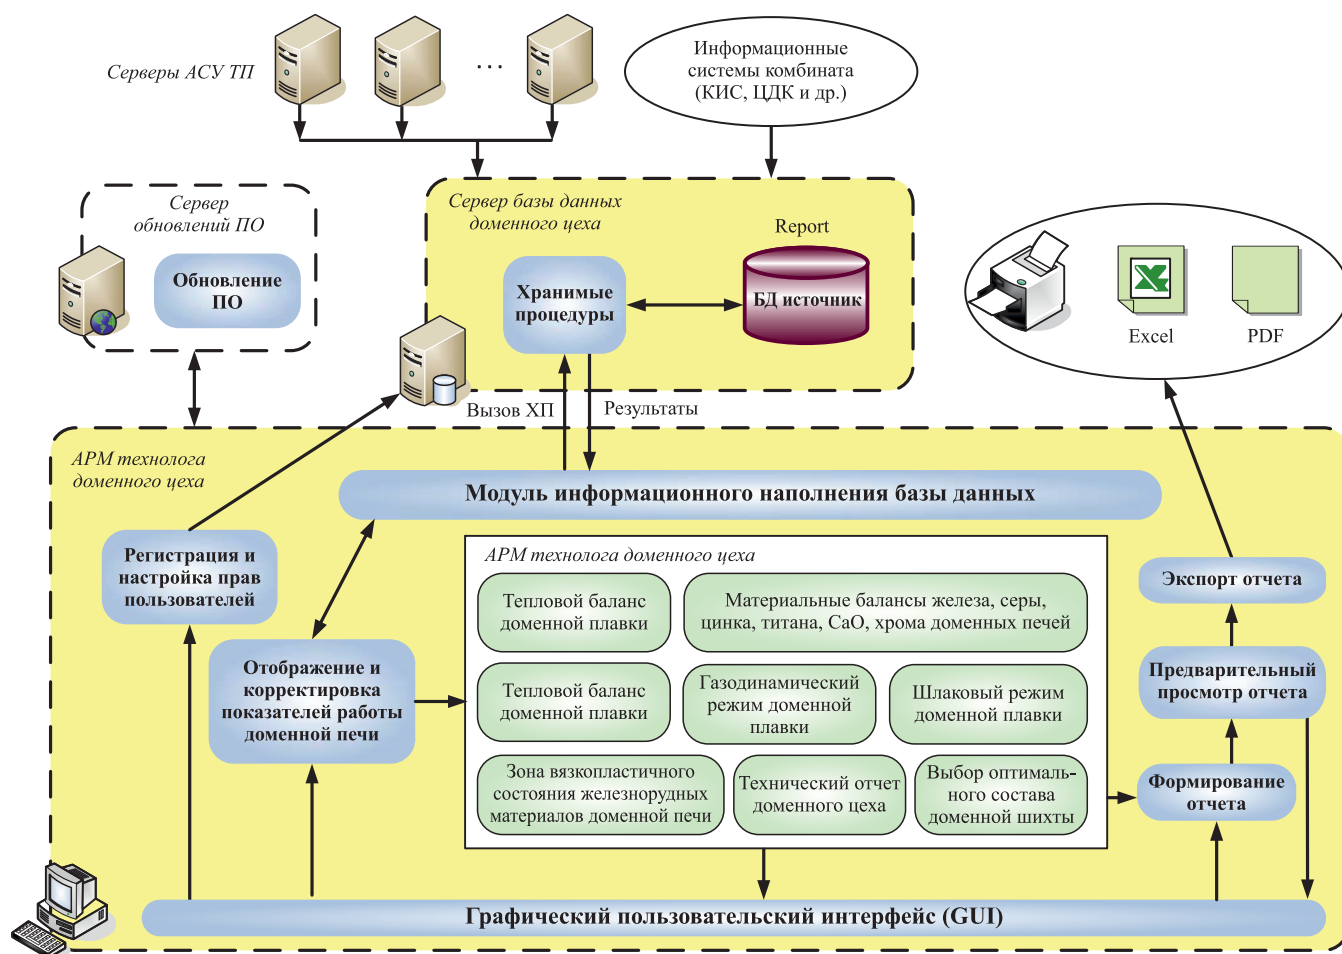 Серверы АСУ ТП
...
Информационные
системы комбината
(КИС, ЦДК и др.)
Сервер
обновлений ПО
Обновление
ПО
Сервер базы данных
доменного цеха
Report
Хранимые
процедуры
БД источник
Excel
PDF
Вызов ХП
Результаты
АРМ технолога
доменного цеха
Модуль информационного наполнения базы данных
Регистрация и
настройка прав
пользователей
Отображение и
корректировка
показателей работы
доменной печи
АРМ технолога доменного цеха
Тепловой баланс
доменной плавки
Материальные балансы железа, серы,
цинка, титана, CaO, хрома доменных печей
Тепловой баланс
доменной плавки
Газодинамический
режим доменной
плавки
Шлаковый режим
доменной плавки
Зона вязкопластичного
состояния железнорудных
материалов доменной печи
Технический отчет
доменного цеха
Выбор оптималь-
ного состава
доменной шихты
Экспорт отчета
Предварительный
просмотр отчета
Формирование
отчета
Графический пользовательский интерфейс (GUI)